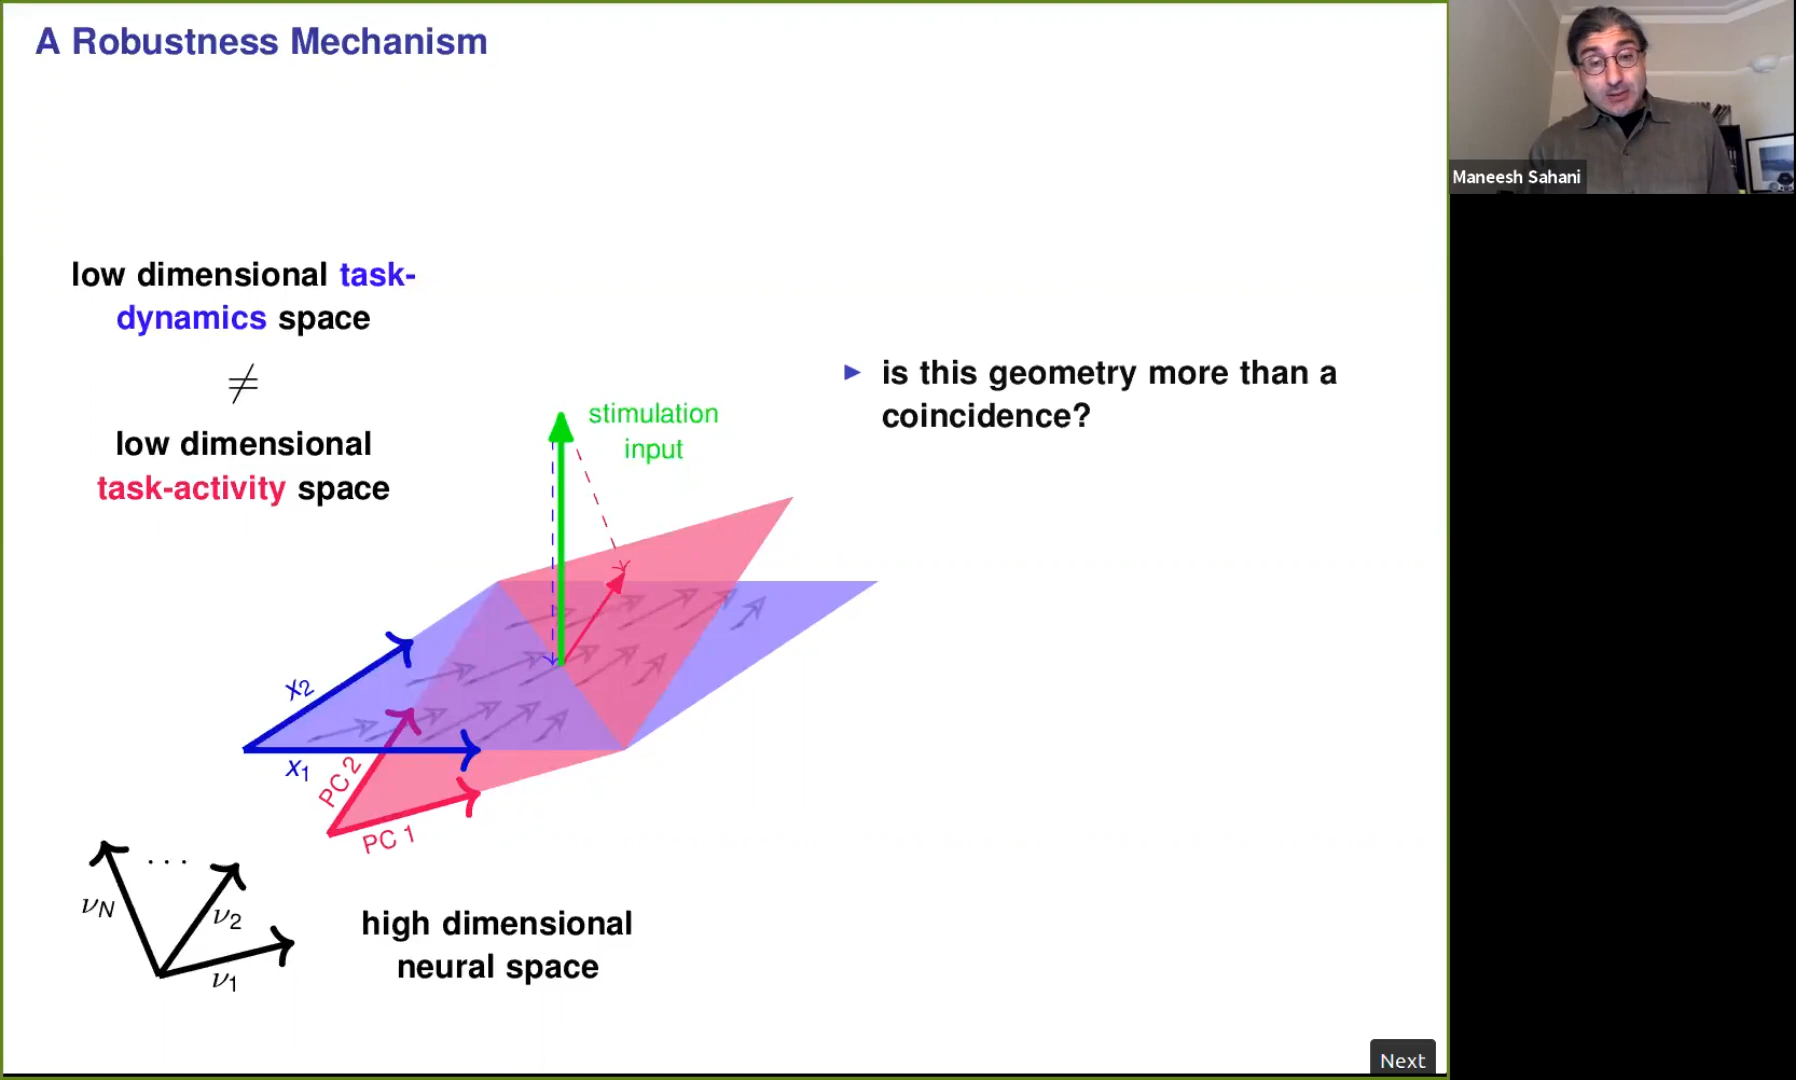 A Robustness Mechanism
Maneesh Sahani
low dimensional task-
dynamics space
≠
low dimensional
task-activity space
is this geometry more than a
coincidence?
stimulation
input
x2
x1
PC 2
PC 1
νN
...
ν2
ν1
high dimensional
neural space
Next